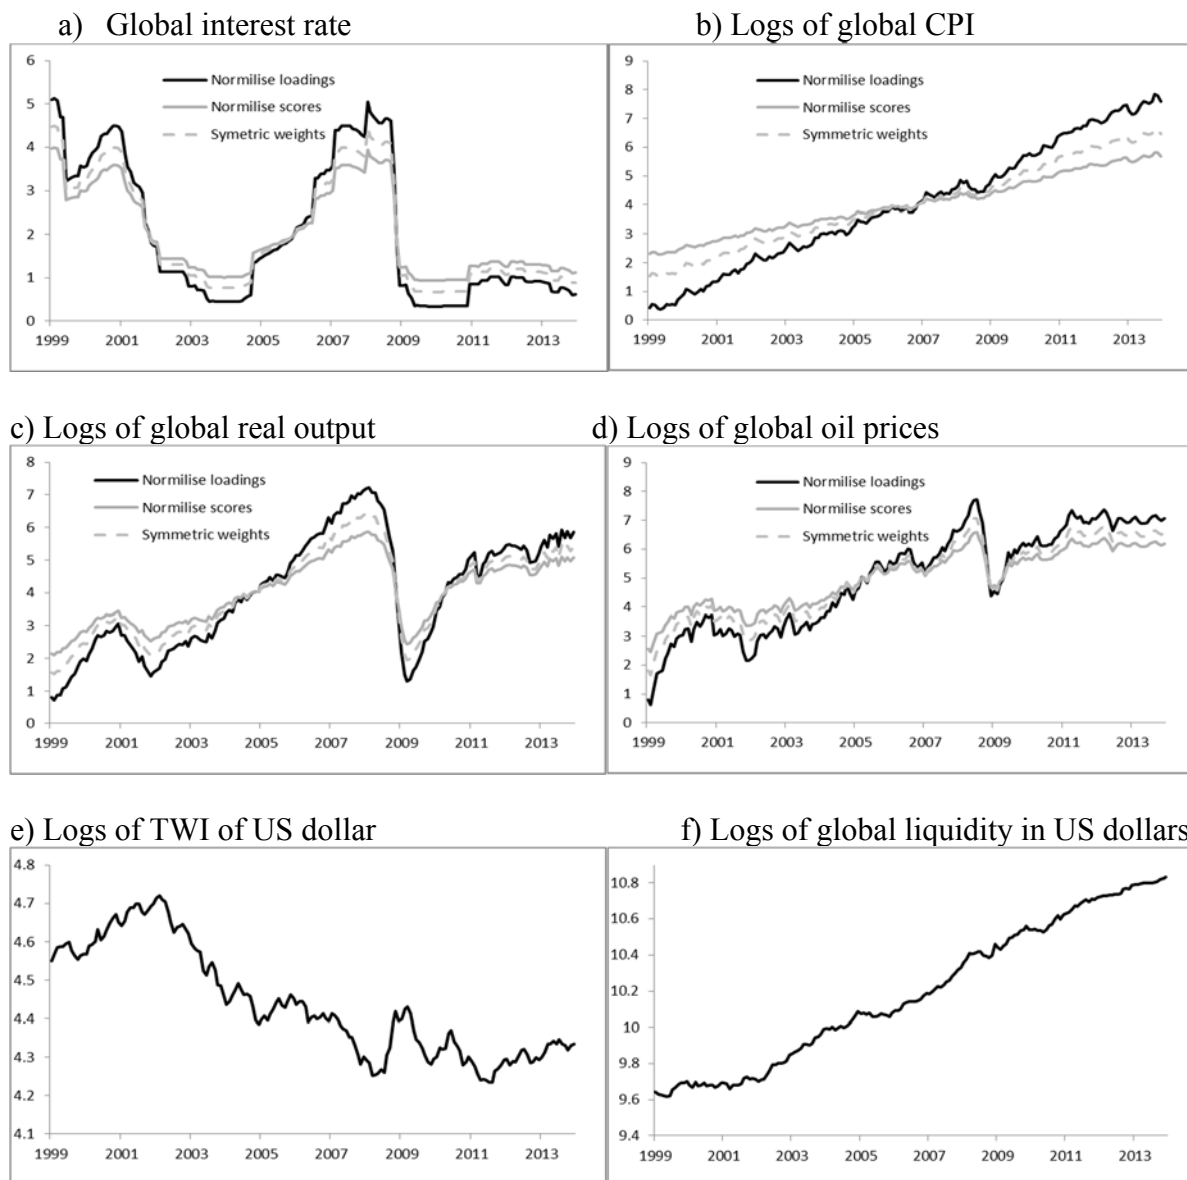 a) Global interest rate
b) Logs of global CPI
6
5
4
3
2
1
0
Normilise loadings
Normilise scores
Symetric weights
1999 2001 2003 2005 2007 2009 2011 2013
9
8
7
6
5
4
3
2
1
0
Normilise loadings
Normilise scores
Symmetric weights
1999 2001 2003 2005 2007 2009 2011 2013
c) Logs of global real output
d) Logs of global oil prices
8
7
6
5
4
3
2
1
0
Normilise loadings
Normilise scores
Symmetric weights
1999 2001 2003 2005 2007 2009 2011 2013
9
8
7
6
5
4
3
2
1
0
Normilise loadings
Normilise scores
Symmetric weights
1999 2001 2003 2005 2007 2009 2011 2013
e) Logs of TWI of US dollar
f) Logs of global liquidity in US dollars
4.8
4.7
4.6
4.5
4.4
4.3
4.2
4.1
1999 2001 2003 2005 2007 2009 2011 2013
10.8
10.6
10.4
10.2
10
9.8
9.6
9.4
1999 2001 2003 2005 2007 2009 2011 2013